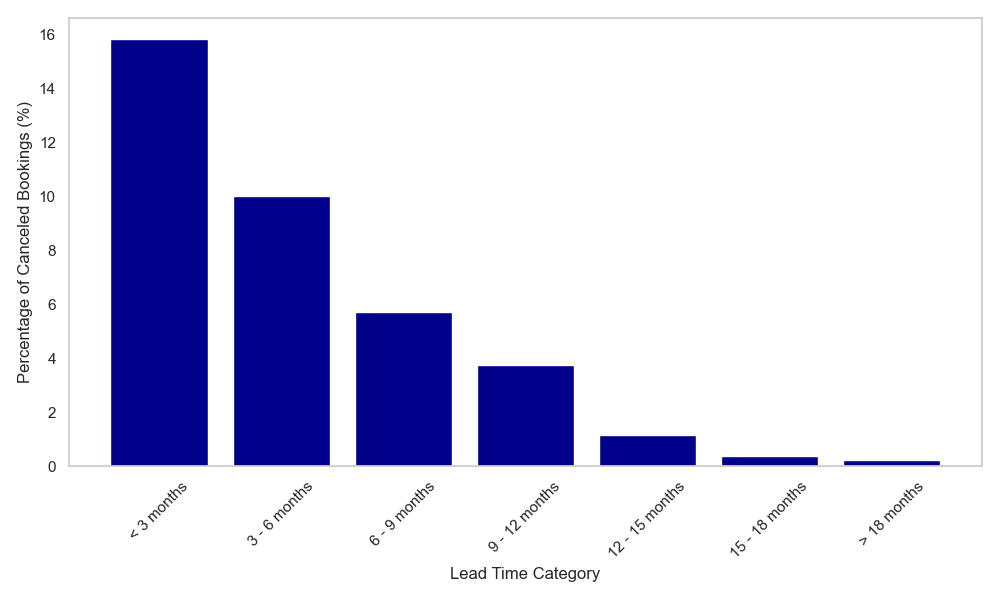 Percentage of Canceled Bookings (%)
16
14
12
10
8
6
4
2
0
< 3 months
3 - 6 months
6 - 9 months
9 - 12 months
12 - 15 months
15 - 18 months
> 18 months
Lead Time Category